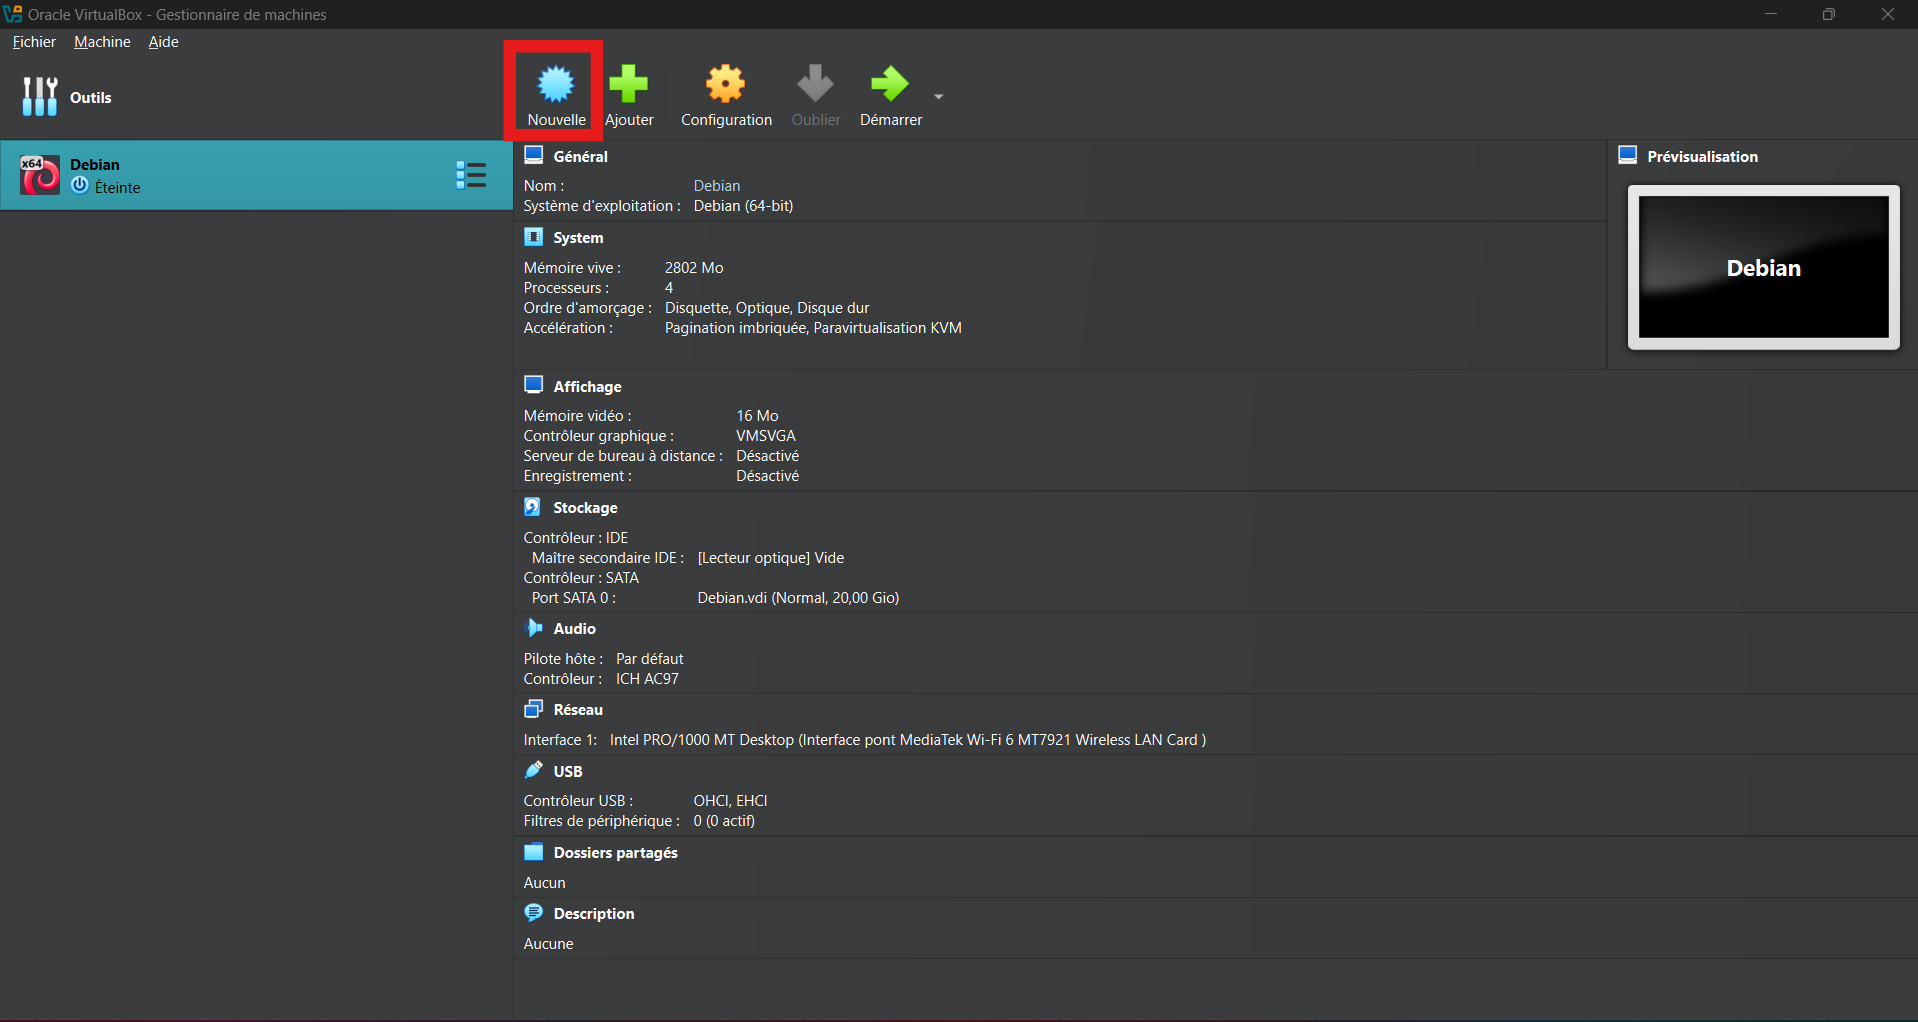 Oracle VirtualBox - Gestionnaire de machines
Fichier Machine Aide
Outils
Nouvelle Ajouter Configuration Oublier Démarrer
x64
Debian
Éteinte
Général
Nom : Debian
Système d'exploitation : Debian (64-bit)
System
Mémoire vive : 2802 Mo
Processeurs : 4
Ordre d'amorçage : Disquette, Optique, Disque dur
Accélération : Pagination imbriquée, Paravirtualisation KVM
Prévisualisation
Debian
Affichage
Mémoire vidéo : 16 Mo
Contrôleur graphique : VMSVGA
Serveur de bureau à distance : Désactivé
Enregistrement : Désactivé
Stockage
Contrôleur : IDE
Maître secondaire IDE : [Lecteur optique] Vide
Contrôleur : SATA
Port SATA 0 : Debian.vdi (Normal, 20,00 Gio)
Audio
Pilote hôte : Par défaut
Contrôleur : ICH AC97
Réseau
Interface 1: Intel PRO/1000 MT Desktop (Interface pont MediaTek Wi-Fi 6 MT7921 Wireless LAN Card )
USB
Contrôleur USB : OHCI, EHCI
Filtres de périphérique : 0 (0 actif)
Dossiers partagés
Aucun
Description
Aucune